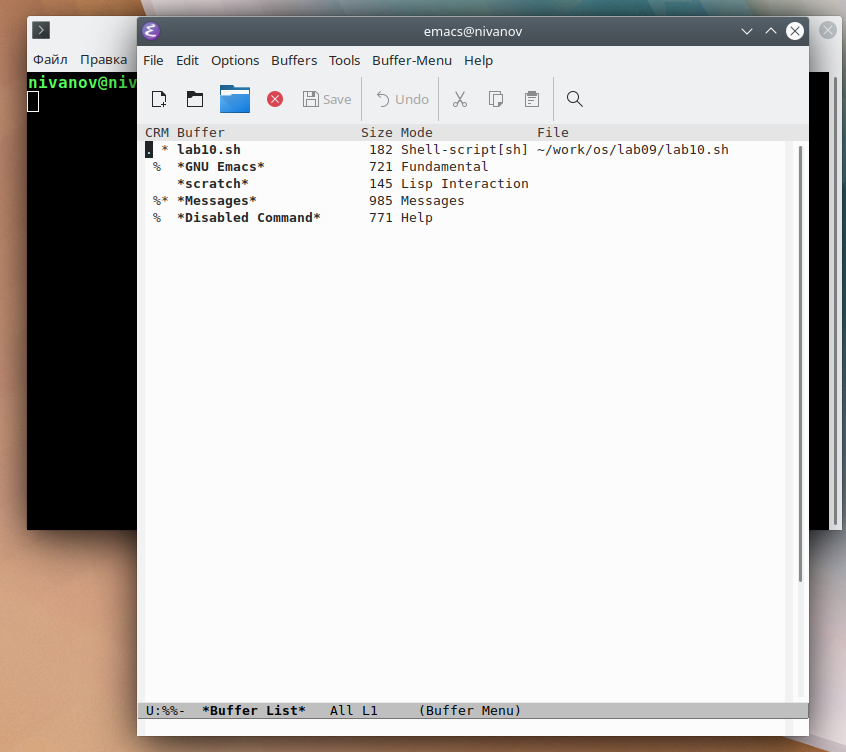 emacs@nivanov
Файл Правка
File Edit Options Buffers Tools Buffer-Menu Help
nivanov@niv
Save Undo
CRM Buffer Size Mode File
. * lab10.sh 182 Shell-script[sh] ~/work/os/lab09/lab10.sh
% *GNU Emacs* 721 Fundamental
*scratch* 145 Lisp Interaction
%* *Messages* 985 Messages
% *Disabled Command* 771 Help
U:%%- *Buffer List* All L1 (Buffer Menu)